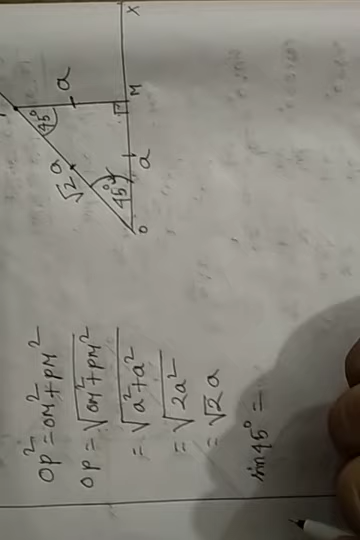 X
a
M
45°
√2 a
a
45°
O
OP² = OM² + PM²
OP = √OM² + PM²
= √a² + a²
= √2a²
= √2 a
sin 45° =